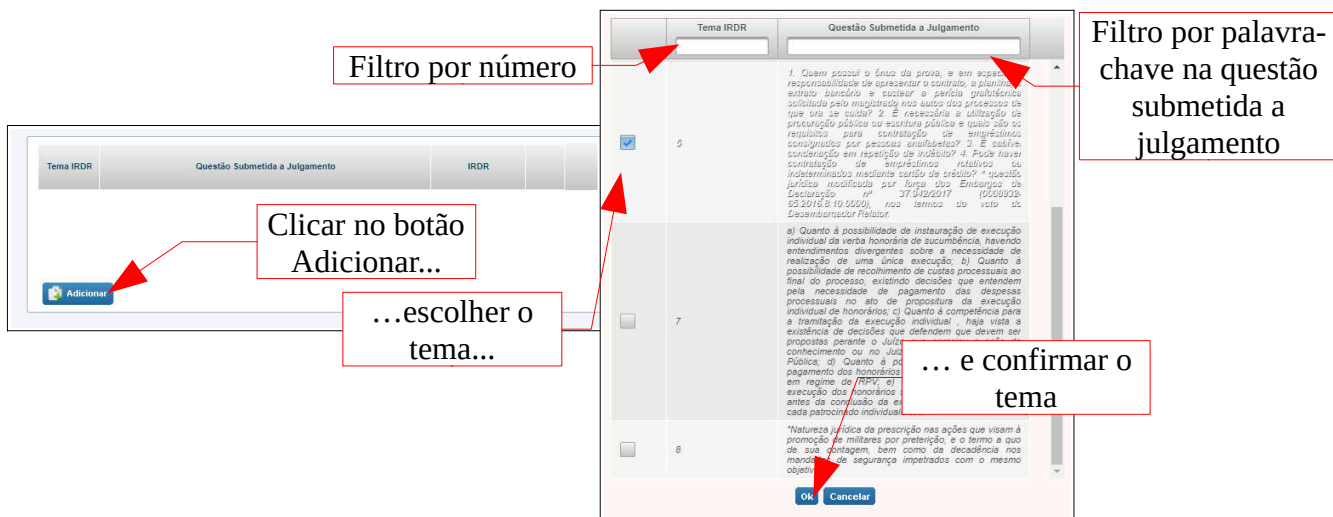 Tema IRDR
Questão Submetida a Julgamento
IRDR
Adicionar
Clicar no botão
Adicionar...
Filtro por número
…escolher o
tema...
Tema IRDR
Questão Submetida a Julgamento
5
1. Quem possui o ônus da prova, e em especial
responsabilidade de apresentar o contrato, a planilha
extrato bancário e custear a perícia grafotécnica
solicitada pelo magistrado nos autos dos processos de
que ora se cuida? 2. É necessária a utilização de
procuração pública ou escritura pública e quais são os
requisitos para contratação de empréstimos
consignados por pessoas analfabetas? 3. É cabível
condenação em repetição de indébito? 4. Pode haver
contratação de empréstimos rotativos ou
indeterminados mediante cartão de crédito? * questão
jurídica modificada por força dos Embargos de
Declaração nº 37.942/2017 (0008932-
65.2016.8.10.0000), nos termos do voto do
Desembargador Relator.
7
a) Quanto à possibilidade de instauração de execução
individual da verba honorária de sucumbência, havendo
entendimentos divergentes sobre a necessidade de
realização de uma única execução; b) Quanto à
possibilidade de recolhimento de custas processuais ao
final do processo, existindo decisões que entendem
pela necessidade de pagamento das despesas
processuais no ato de propositura da execução
individual de honorários; c) Quanto à competência para
a tramitação da execução individual , haja vista a
existência de decisões que defendem que devem ser
propostas perante o Juízo
conhecimento ou no
Pública; d) Quanto à
pagamento dos honorários
em regime de RPV; e)
execução dos honorários
antes da conclusão da
cada patrocinado
8
"Natureza jurídica da prescrição nas ações que visam à
promoção de militares por preterição, e o termo a quo
de sua contagem, bem como da decadência nos
mandados de segurança impetrados com o mesmo
Ok
Cancelar
… e confirmar o
tema
Filtro por palavra-
chave na questão
submetida a
julgamento